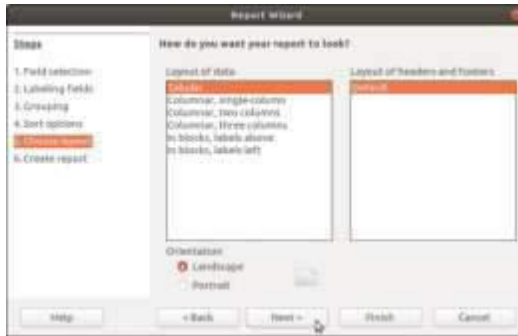 Report Wizard
Steps
1. Field selection
2. Labeling fields
3. Grouping
4. Sort options
5. Choose layout
6. Create report
How do you want your report to look?
Layout of data
Tabular
Columnar, single-column
Columnar, two columns
Columnar, three columns
In blocks, labels above
In blocks, labels left
Layout of headers and footers
Default
Orientation
Landscape
Portrait
Help
< Back
Next >
Finish
Cancel